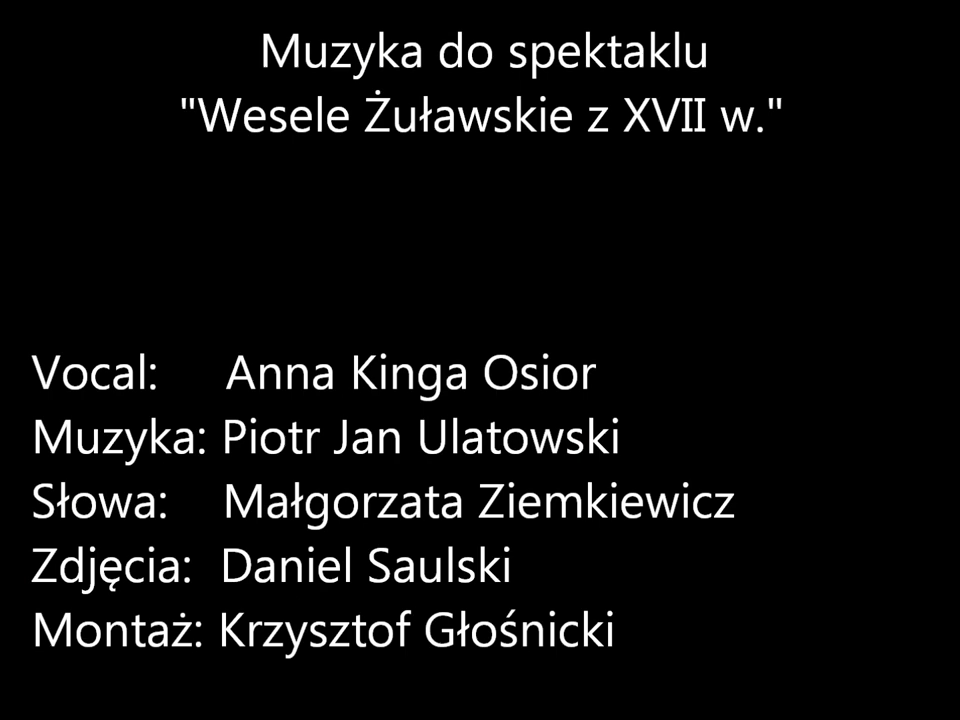 Muzyka do spektaklu
"Wesele Żuławskie z XVII w."
Vocal: Anna Kinga Osior
Muzyka: Piotr Jan Ulatowski
Słowa: Małgorzata Ziemkiewicz
Zdjęcia: Daniel Saulski
Montaż: Krzysztof Głośnicki